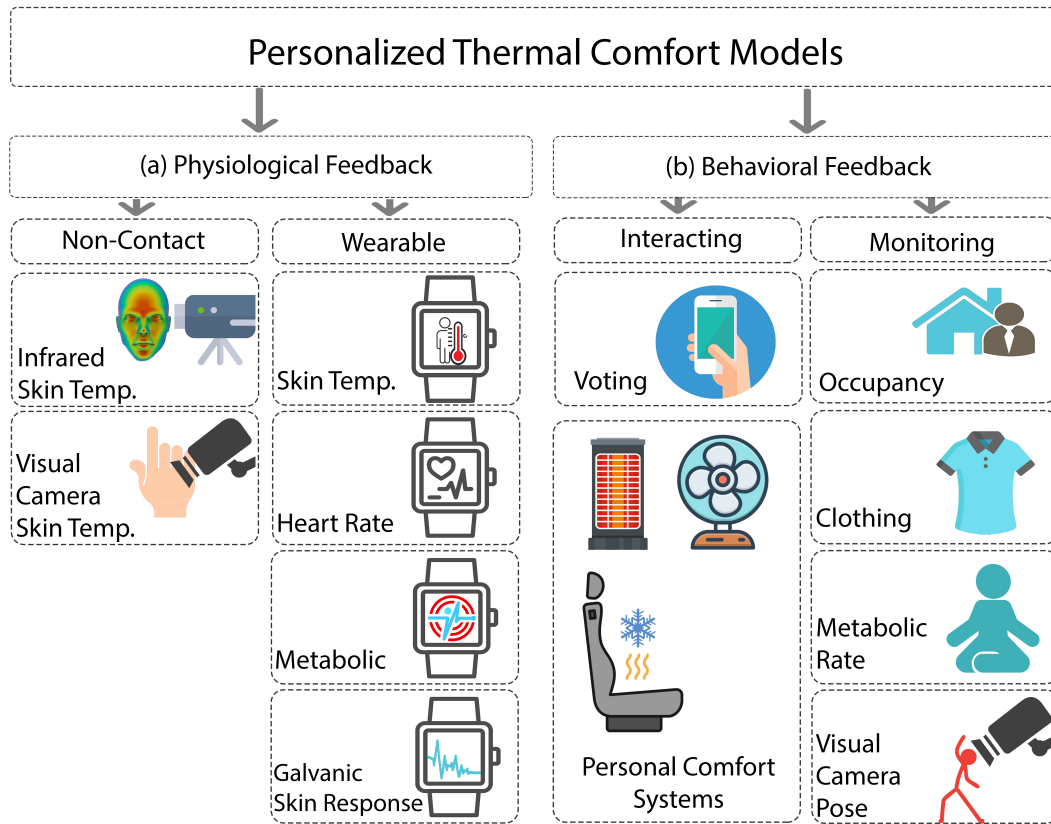 Personalized Thermal Comfort Models
(a) Physiological Feedback
(b) Behavioral Feedback
Non-Contact
Wearable
Interacting
Monitoring
Infrared
Skin Temp.
Visual
Camera
Skin Temp.
Skin Temp.
Heart Rate
Metabolic
Galvanic
Skin Response
Voting
Personal Comfort
Systems
Occupancy
Clothing
Metabolic
Rate
Visual
Camera
Pose